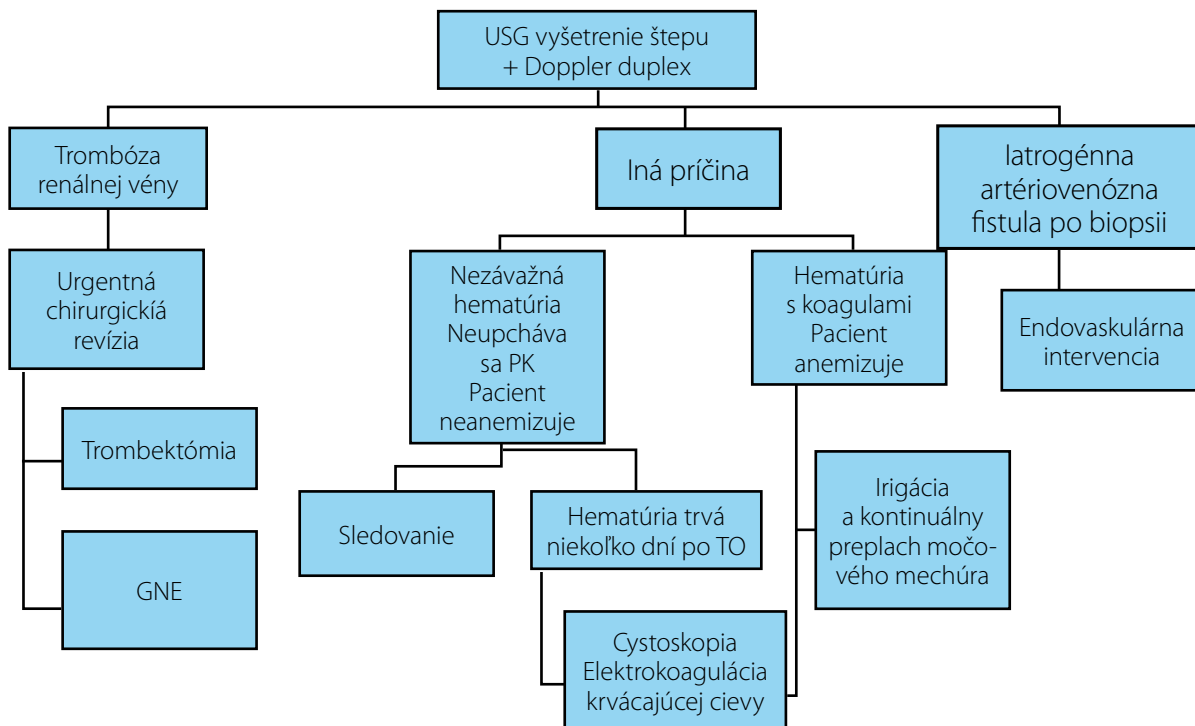 USG vyšetrenie štepu
+ Doppler duplex
Trombóza
renálnej vény
Iná príčina
Iatrogénna
artériovenózna
fistula po biopsii
Urgentná
chirurgickíá
revízia
Nezávažná
hematúria
Neupcháva
sa PK
Pacient
neanemizuje
Hematúria
s koagulami
Pacient
anemizuje
Endovaskulárna
intervencia
Trombektómia
Sledovanie
Hematúria trvá
niekoľko dní po TO
Irigácia
a kontinuálny
preplach močo-
vého mechúra
GNE
Cystoskopia
Elektrokoagulácia
krvácajúcej cievy